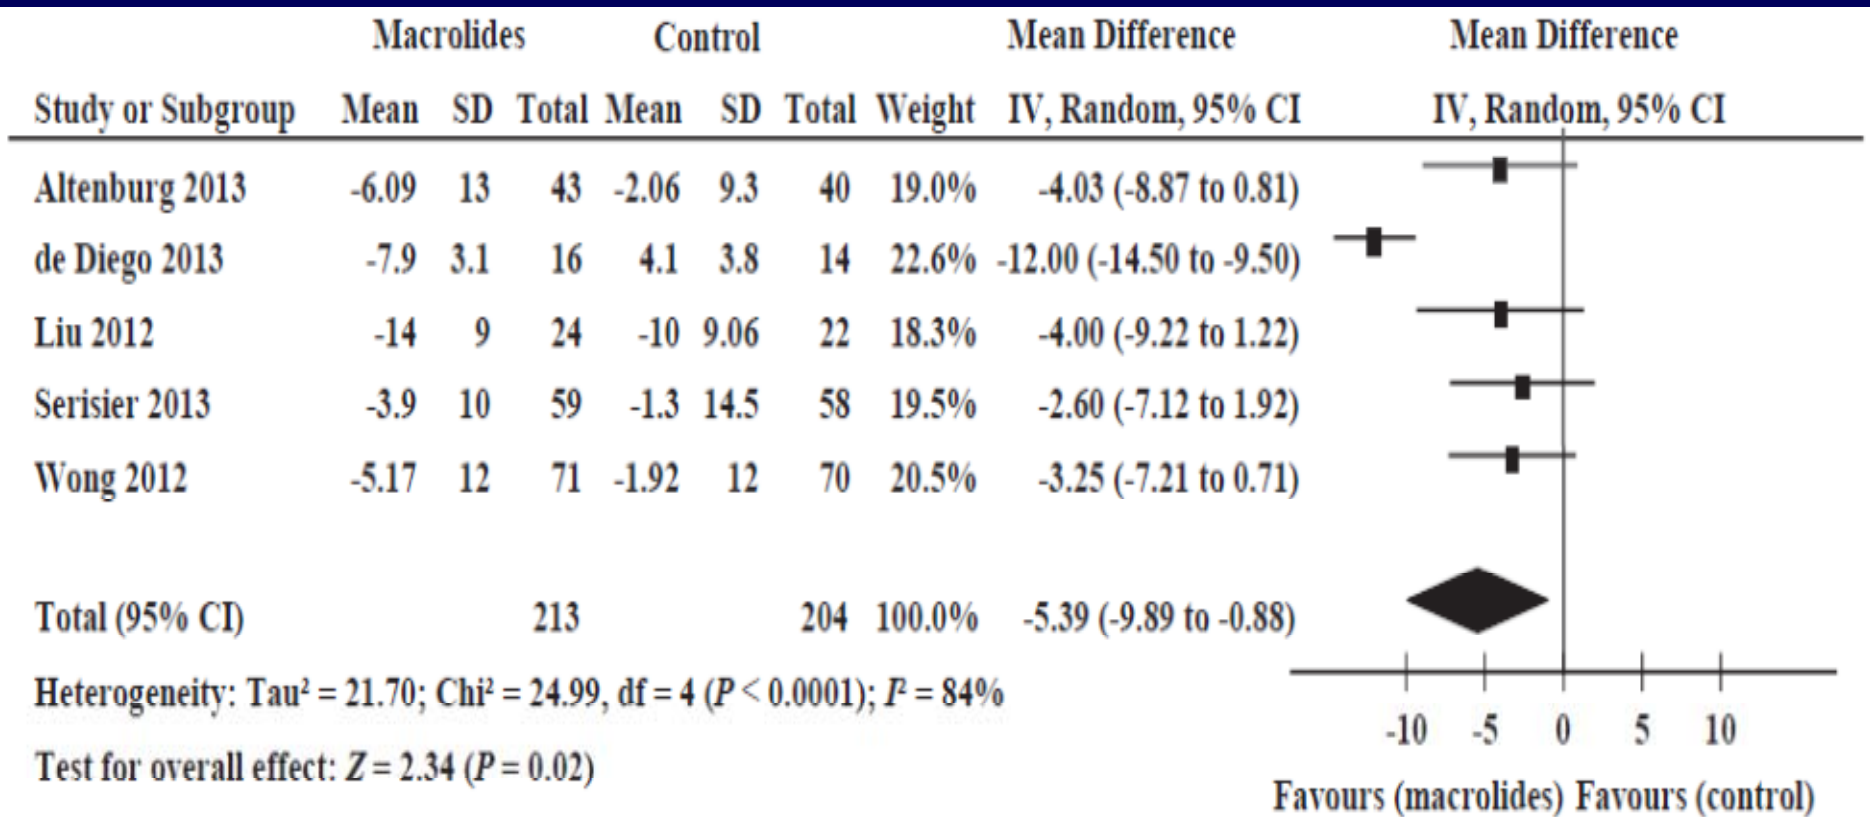 Macrolides Control Mean Difference Mean Difference
Study or Subgroup Mean SD Total Mean SD Total Weight IV, Random, 95% CI IV, Random, 95% CI
Altenburg 2013 -6.09 13 43 -2.06 9.3 40 19.0% -4.03 (-8.87 to 0.81)
de Diego 2013 -7.9 3.1 16 4.1 3.8 14 22.6% -12.00 (-14.50 to -9.50)
Liu 2012 -14 9 24 -10 9.06 22 18.3% -4.00 (-9.22 to 1.22)
Serisier 2013 -3.9 10 59 -1.3 14.5 58 19.5% -2.60 (-7.12 to 1.92)
Wong 2012 -5.17 12 71 -1.92 12 70 20.5% -3.25 (-7.21 to 0.71)
Total (95% CI) 213 204 100.0% -5.39 (-9.89 to -0.88)
Heterogeneity: Tau² = 21.70; Chi² = 24.99, df = 4 (P < 0.0001); I² = 84%
Test for overall effect: Z = 2.34 (P = 0.02)
-10 -5 0 5 10
Favours (macrolides) Favours (control)